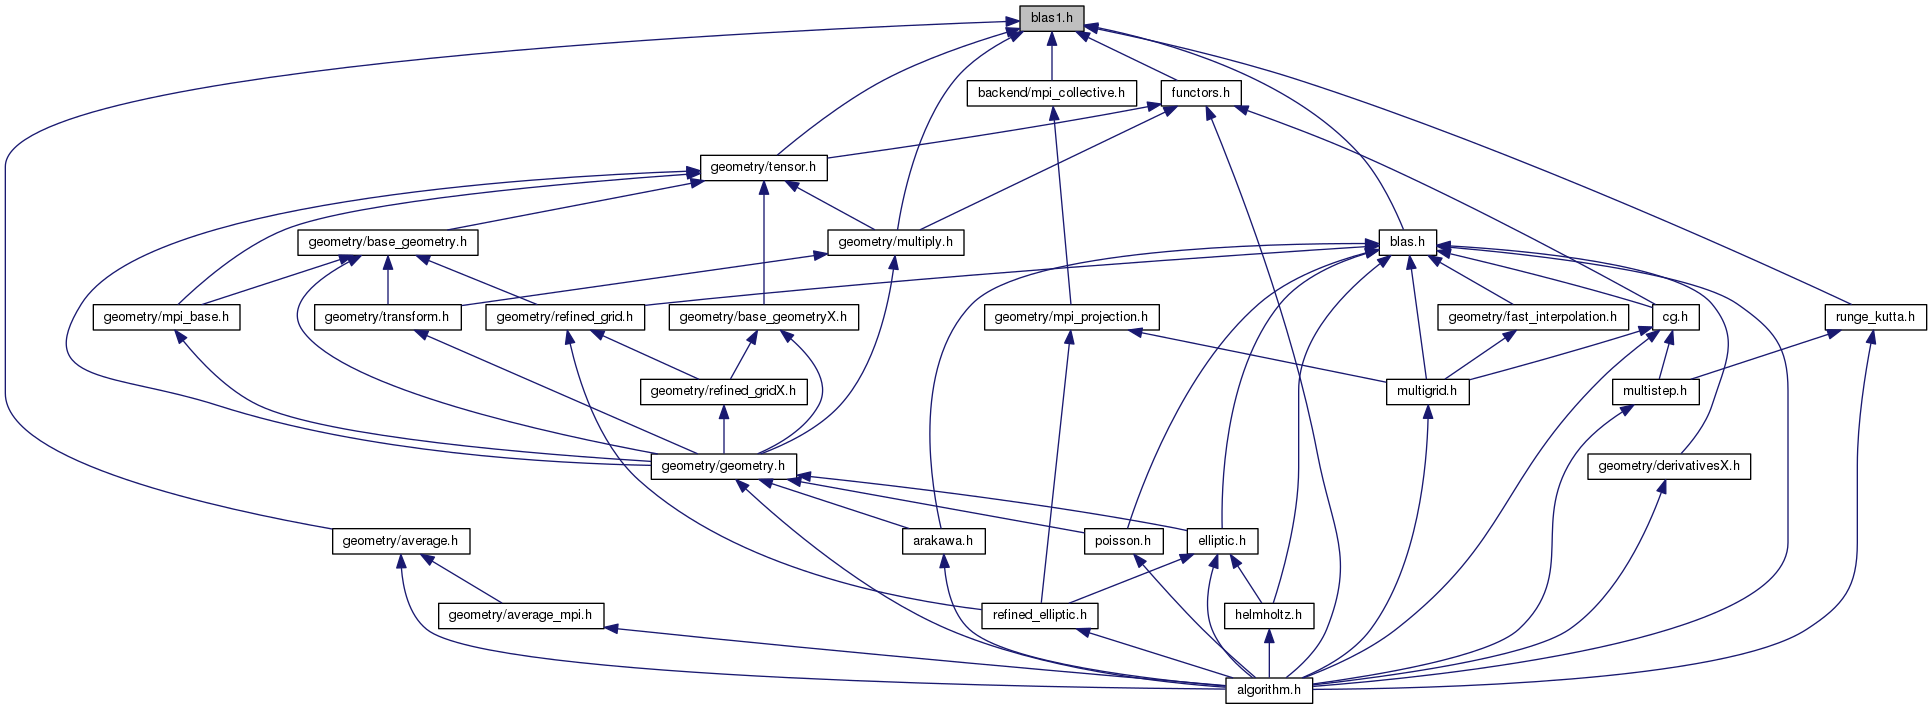 blas1.h
backend/mpi_collective.h
functors.h
geometry/tensor.h
geometry/base_geometry.h
geometry/multiply.h
blas.h
geometry/mpi_base.h
geometry/transform.h
geometry/refined_grid.h
geometry/base_geometryX.h
geometry/mpi_projection.h
geometry/fast_interpolation.h
cg.h
runge_kutta.h
geometry/refined_gridX.h
multigrid.h
multistep.h
geometry/geometry.h
geometry/derivativesX.h
geometry/average.h
arakawa.h
poisson.h
elliptic.h
geometry/average_mpi.h
refined_elliptic.h
helmholtz.h
algorithm.h